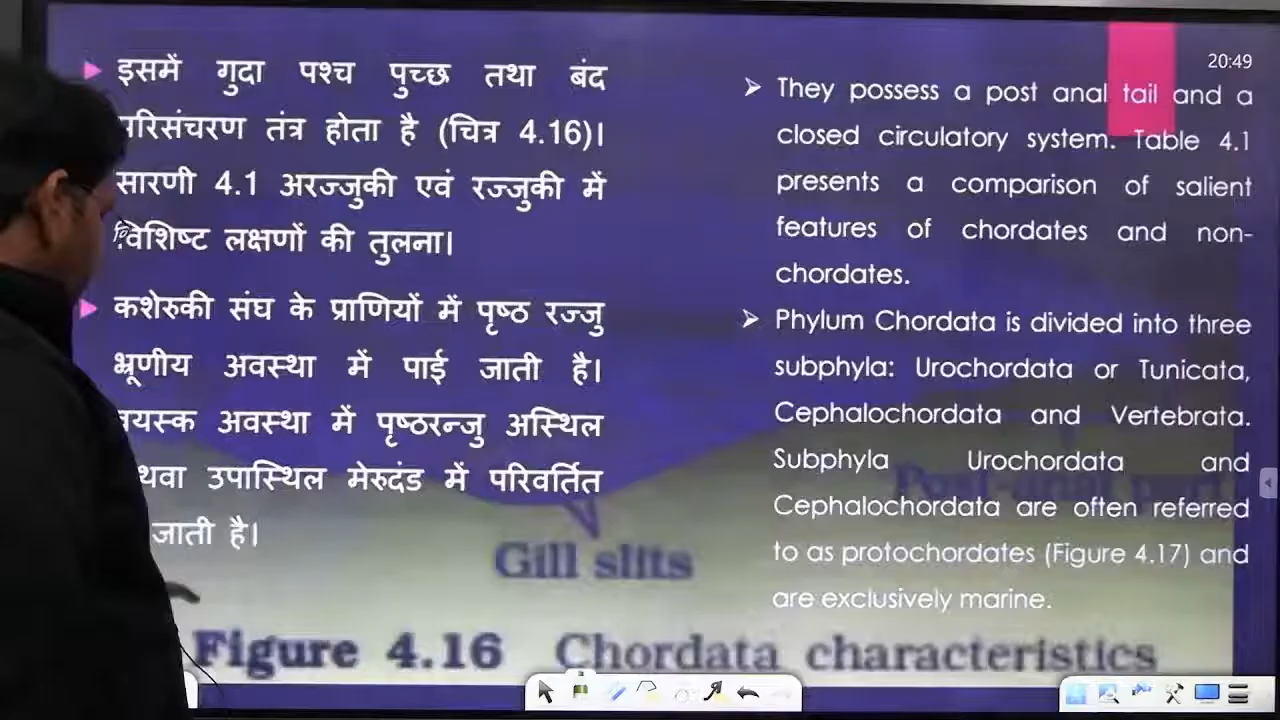 इसमें गुदा पश्च पुच्छ तथा बंद
परिसंचरण तंत्र होता है (चित्र 4.16)।
सारणी 4.1 अरज्जुकी एवं रज्जुकी में
विशिष्ट लक्षणों की तुलना।
कशेरुकी संघ के प्राणियों में पृष्ठ रज्जु
भ्रूणीय अवस्था में पाई जाती है।
वयस्क अवस्था में पृष्ठरन्जु अस्थिल
उपास्थिल मेरुदंड में परिवर्तित
जाती है।
20:49
They possess a post anal tail and a
closed circulatory system. Table 4.1
presents a comparison of salient
features of chordates and non-
chordates.
Phylum Chordata is divided into three
subphyla: Urochordata or Tunicata,
Cephalochordata and Vertebrata.
Subphyla Urochordata and
Cephalochordata are often referred
to as protochordates (Figure 4.17) and
are exclusively marine.
Post-anal part
Gill slits
Figure 4.16 Chordata characteristics